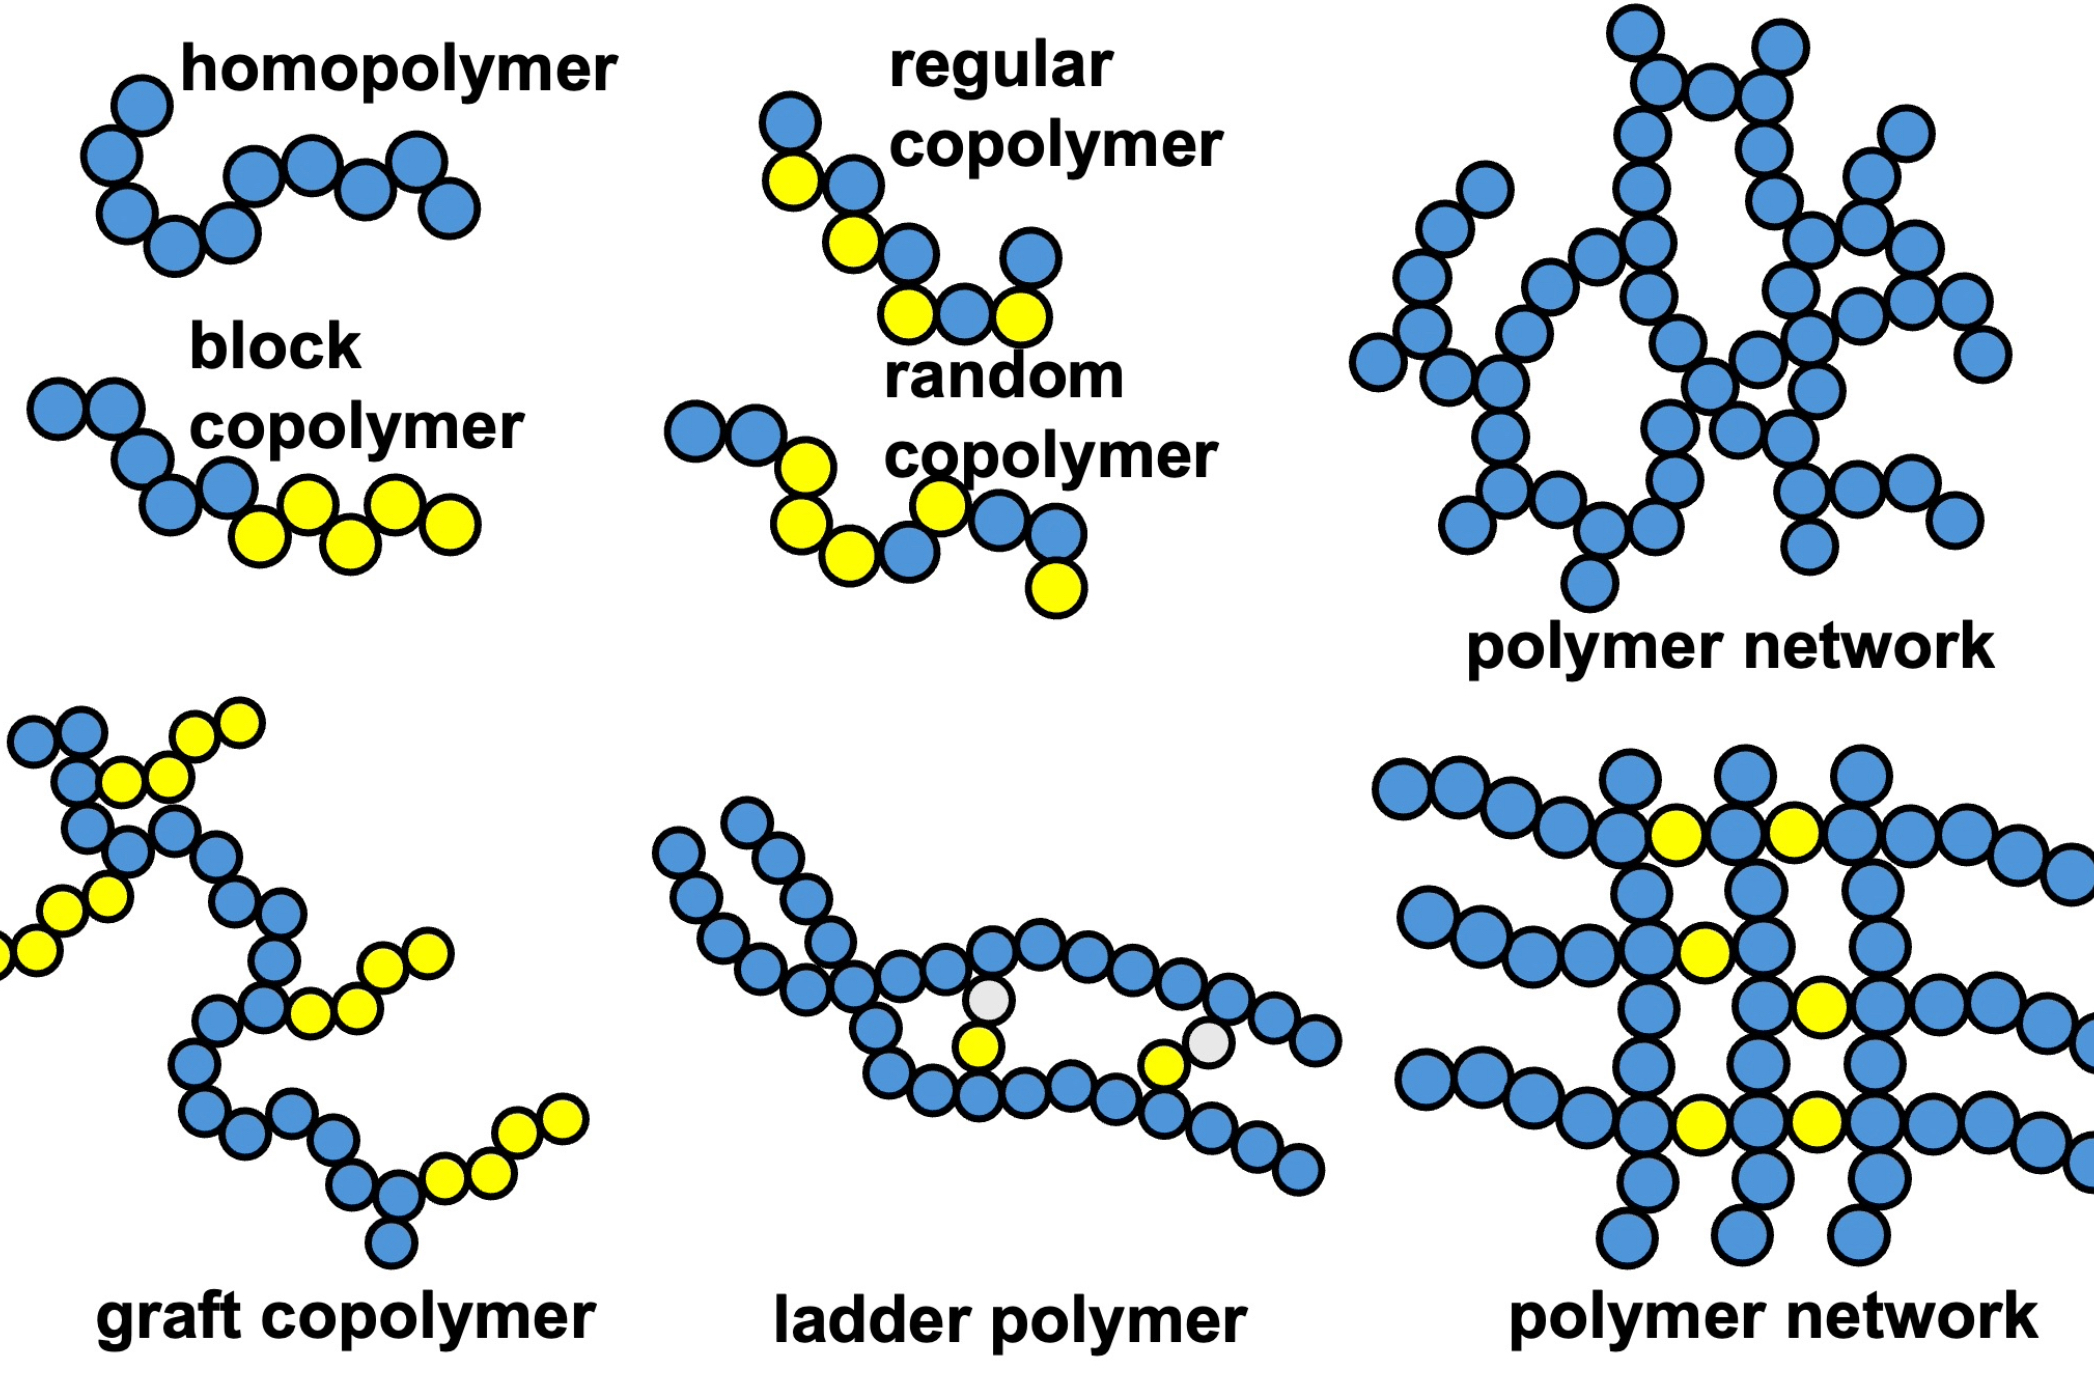 homopolymer
regular
copolymer
block
copolymer
random
copolymer
polymer network
graft copolymer
ladder polymer
polymer network